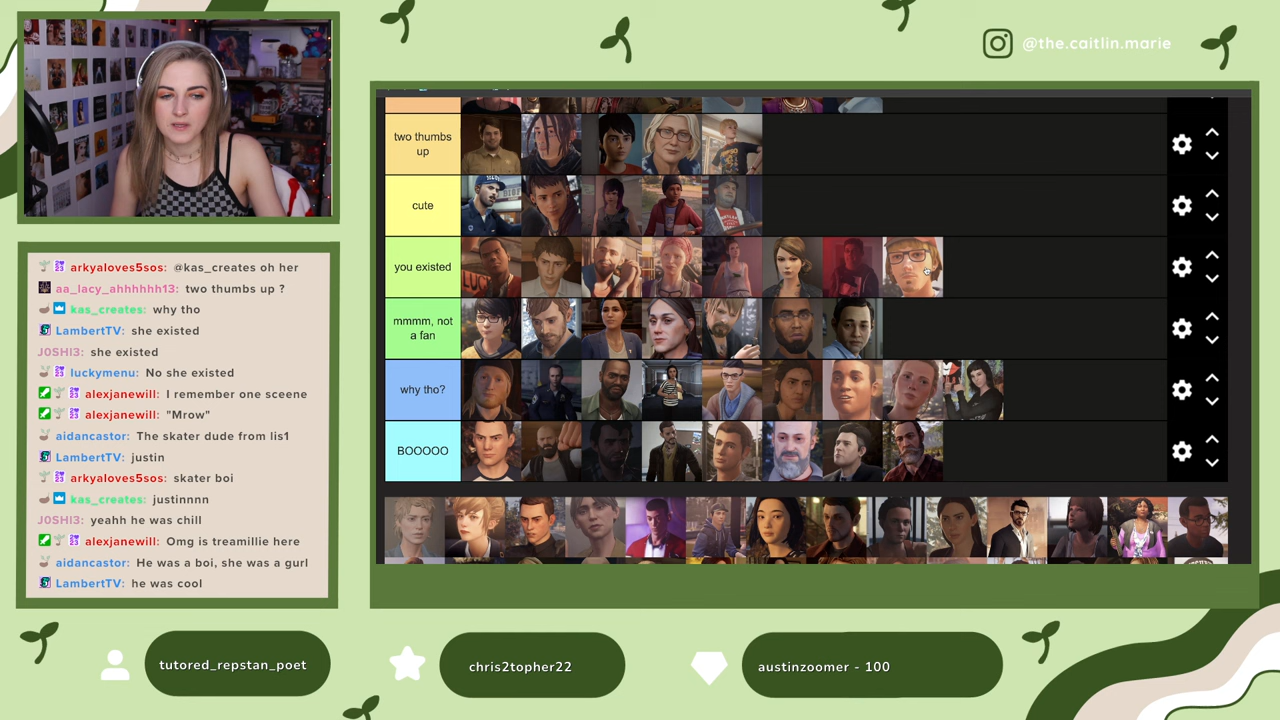 @the.caitlin.marie
arkyaloves5sos: @kas_creates oh her
aa_lacy_ahhhhhh13: two thumbs up ?
kas_creates: why tho
LambertTV: she existed
J0SHI3: she existed
luckymenu: No she existed
alexjanewill: I remember one sceene
alexjanewill: "Mrow"
aidancastor: The skater dude from lis1
LambertTV: justin
arkyaloves5sos: skater boi
kas_creates: justinnnn
J0SHI3: yeahh he was chill
alexjanewill: Omg is treamillie here
aidancastor: He was a boi, she was a gurl
LambertTV: he was cool
two thumbs
up
cute
you existed
mmmm, not
a fan
why tho?
BOOOOO
tutored_repstan_poet
chris2topher22
austinzoomer - 100